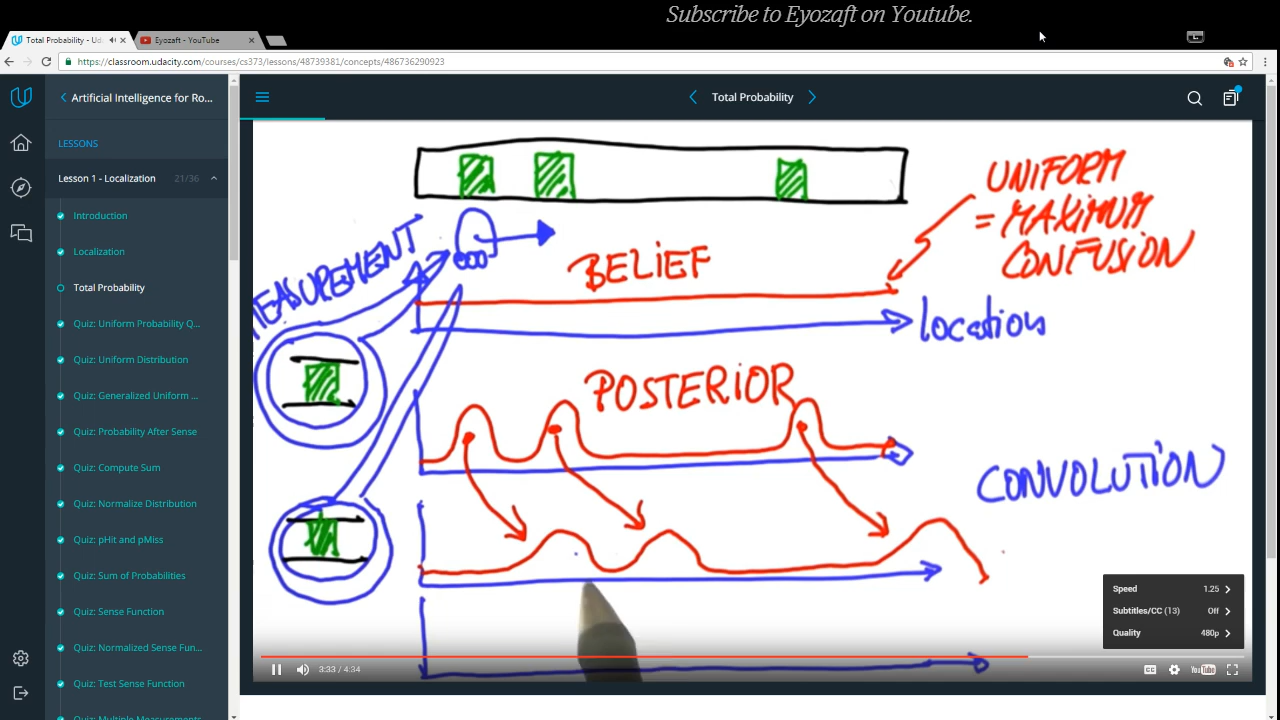 Subscribe to Eyozaft on Youtube.
Total Probability - Ud
Eyozaft - YouTube
https://classroom.udacity.com/courses/cs373/lessons/48739381/concepts/486736290923
Artificial Intelligence for Ro...
Total Probability
LESSONS
Lesson 1 - Localization 21/36
Introduction
Localization
Total Probability
Quiz: Uniform Probability Q...
Quiz: Uniform Distribution
Quiz: Generalized Uniform ...
Quiz: Probability After Sense
Quiz: Compute Sum
Quiz: Normalize Distribution
Quiz: pHit and pMiss
Quiz: Sum of Probabilities
Quiz: Sense Function
Quiz: Normalized Sense Fun...
Quiz: Test Sense Function
Quiz: Multiple Measurements
UNIFORM
= MAXIMUM
CONFUSION
MEASUREMENT
BELIEF
location
POSTERIOR
CONVOLUTION
Speed 1.25
Subtitles/CC (13) Off
Quality 480p
3:33 / 4:34
CC
YouTube